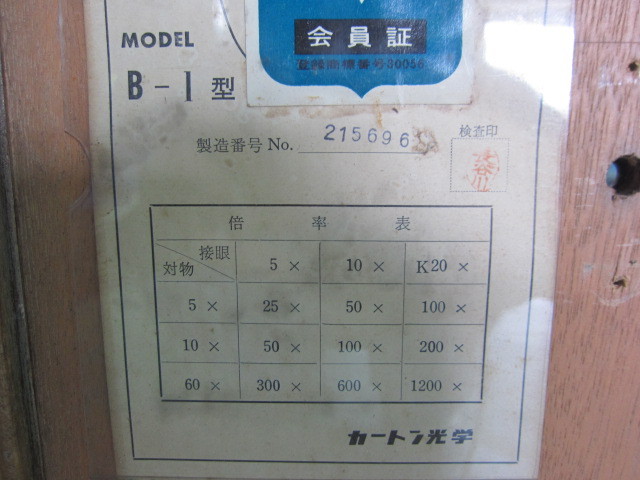 会員証
MODEL
B-1型
製造番号 No. 215696
検査印
倍率表
接眼
対物
5× 10× K20×
5× 25× 50× 100×
10× 50× 100× 200×
60× 300× 600× 1200×
カートン光学